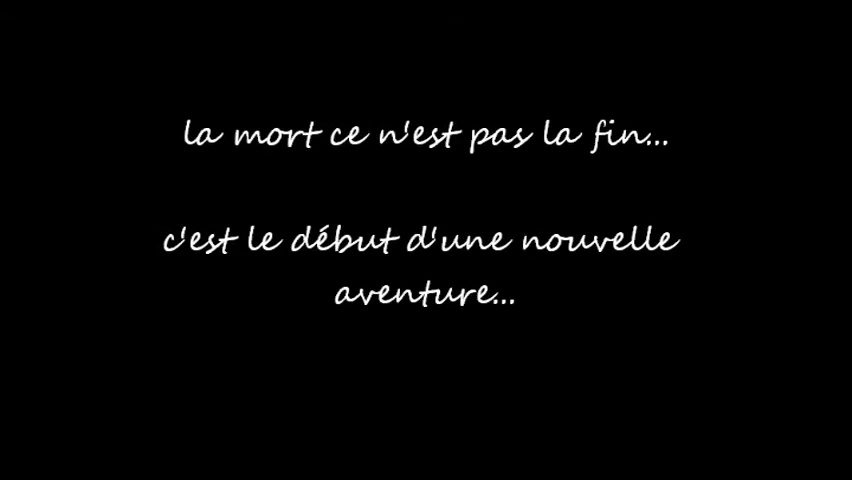 la mort ce n'est pas la fin...
c'est le début d'une nouvelle
aventure...